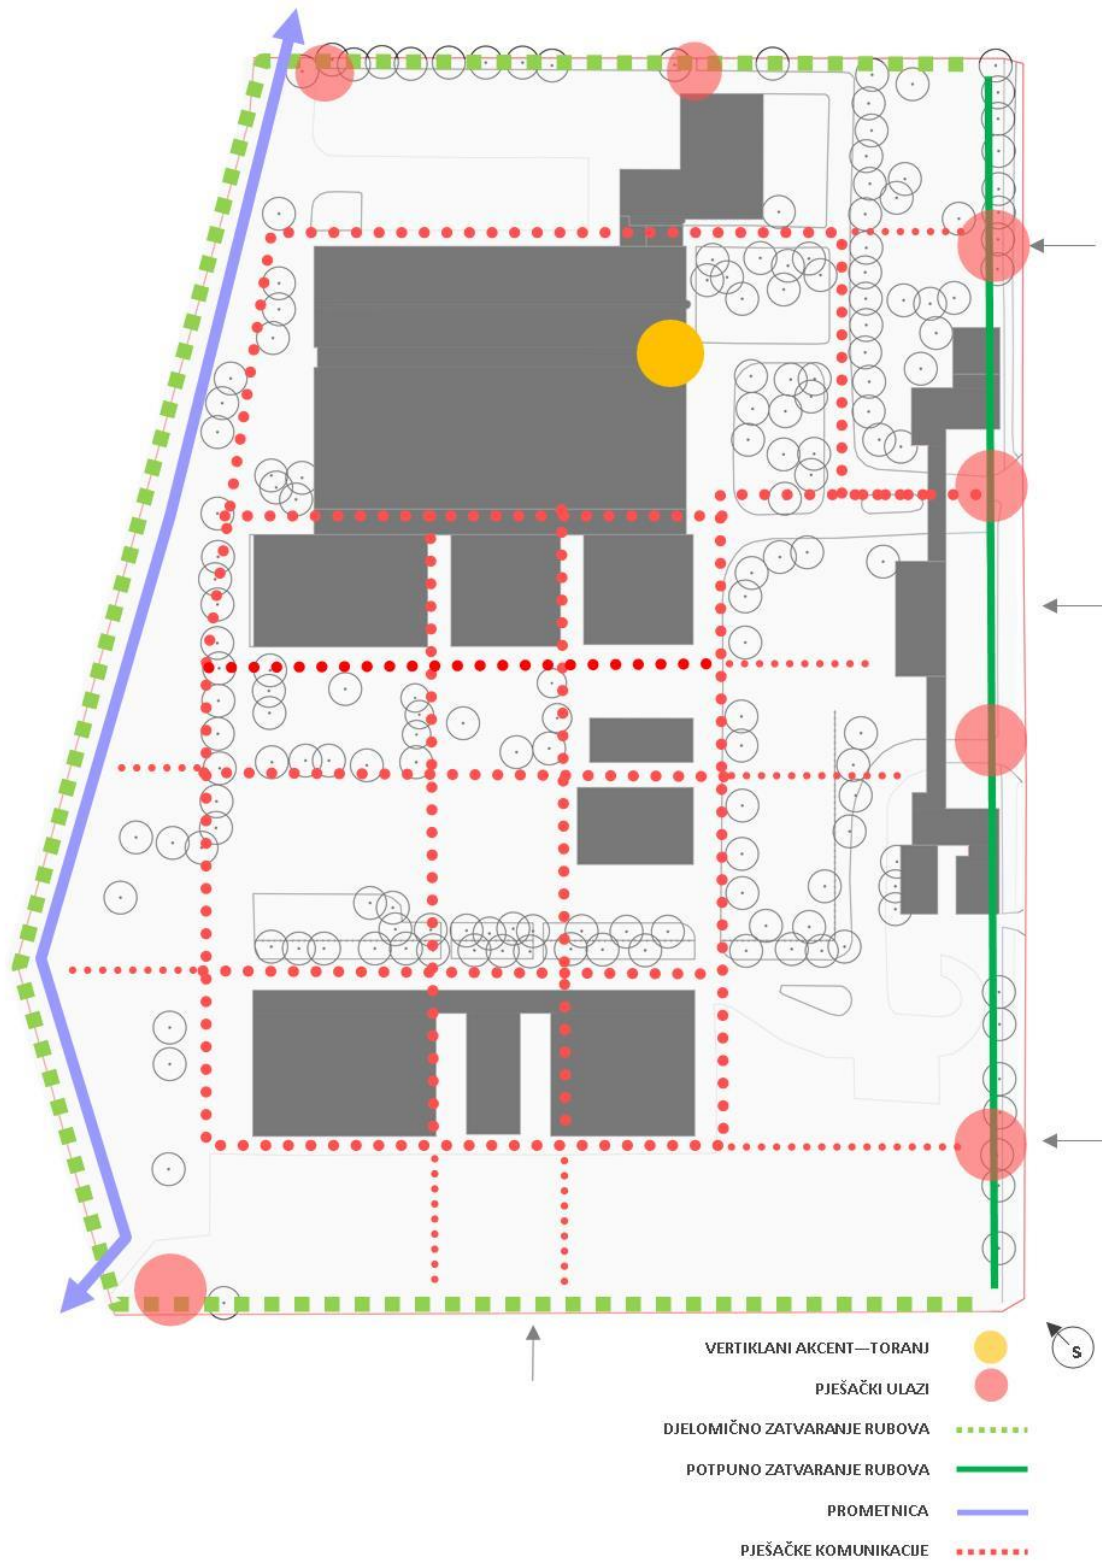 S
VERTIKLANI AKCENT—TORANJ
PJEŠAČKI ULAZI
DJELOMIČNO ZATVARANJE RUBOVA
POTPUNO ZATVARANJE RUBOVA
PROMETNICA
PJEŠAČKE KOMUNIKACIJE